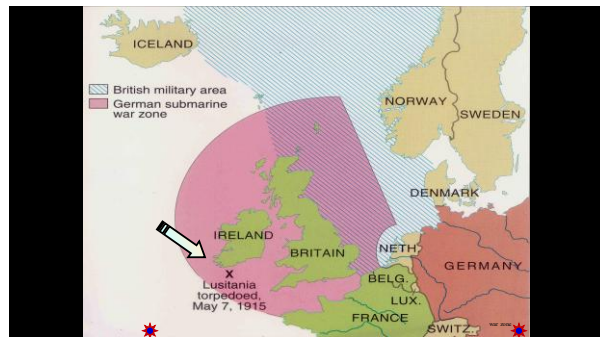 ICELAND
British military area
German submarine
war zone
NORWAY
SWEDEN
DENMARK
IRELAND
BRITAIN
NETH.
GERMANY
X
Lusitania
torpedoed,
May 7, 1915
BELG.
LUX.
FRANCE
SWITZ.